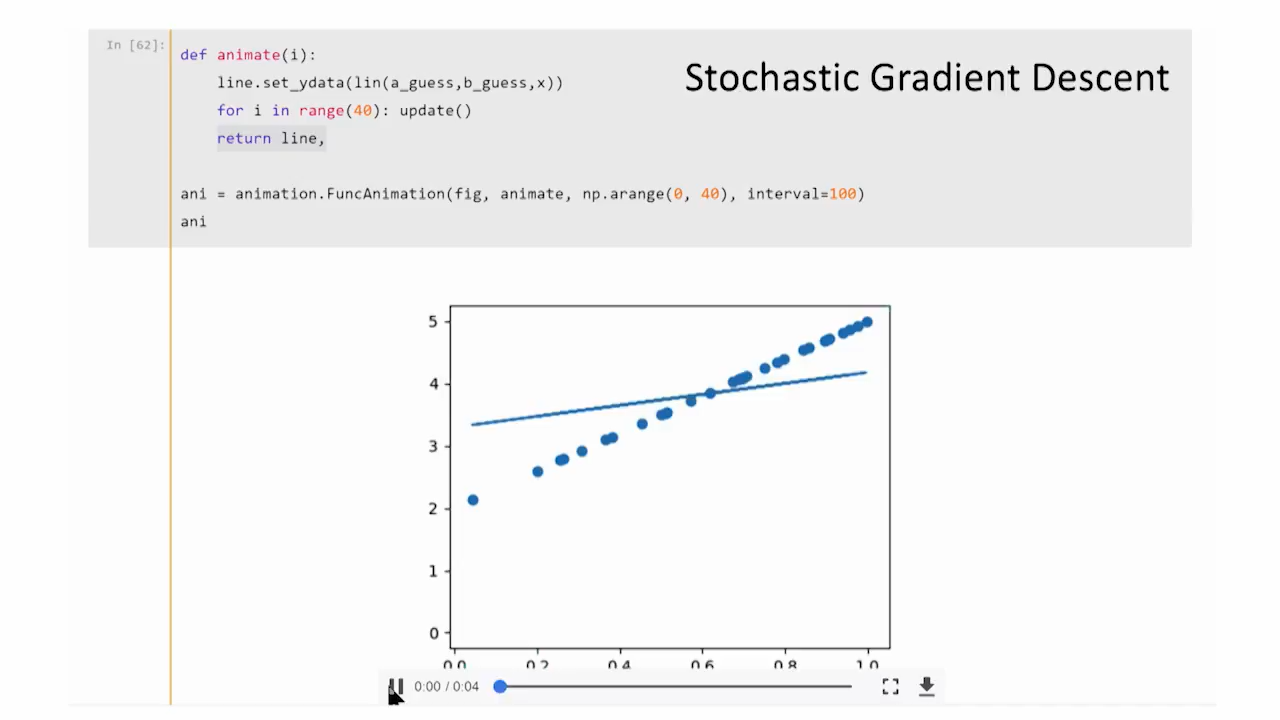 In [62]:
def animate(i):
Stochastic Gradient Descent
    line.set_ydata(lin(a_guess,b_guess,x))
    for i in range(40): update()
    return line,
ani = animation.FuncAnimation(fig, animate, np.arange(0, 40), interval=100)
ani
5
4
3
2
1
0
0.0 0.2 0.4 0.6 0.8 1.0
0:00 / 0:04